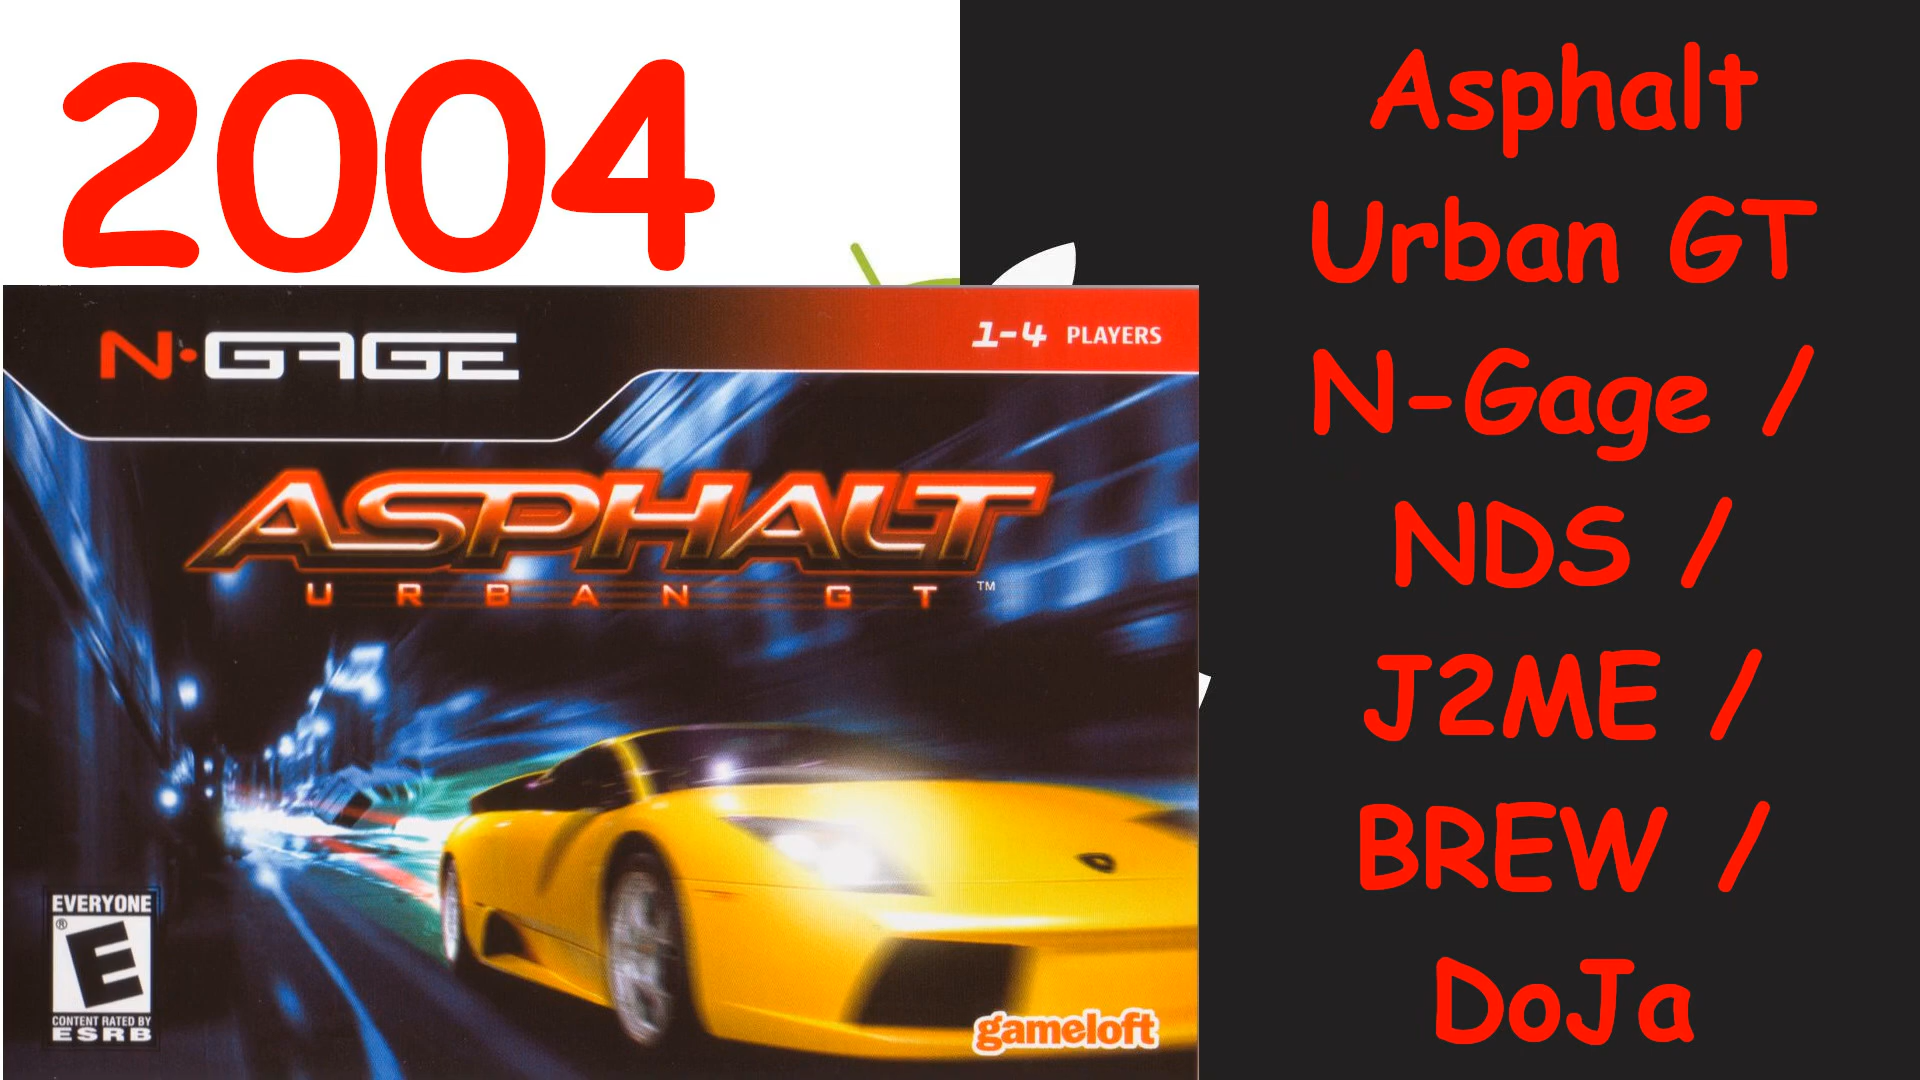 2004
N·GAGE
1-4 PLAYERS
ASPHALT
URBAN GT™
EVERYONE
E®
CONTENT RATED BY
ESRB
gameloft
Asphalt
Urban GT
N-Gage /
NDS /
J2ME /
BREW /
DoJa